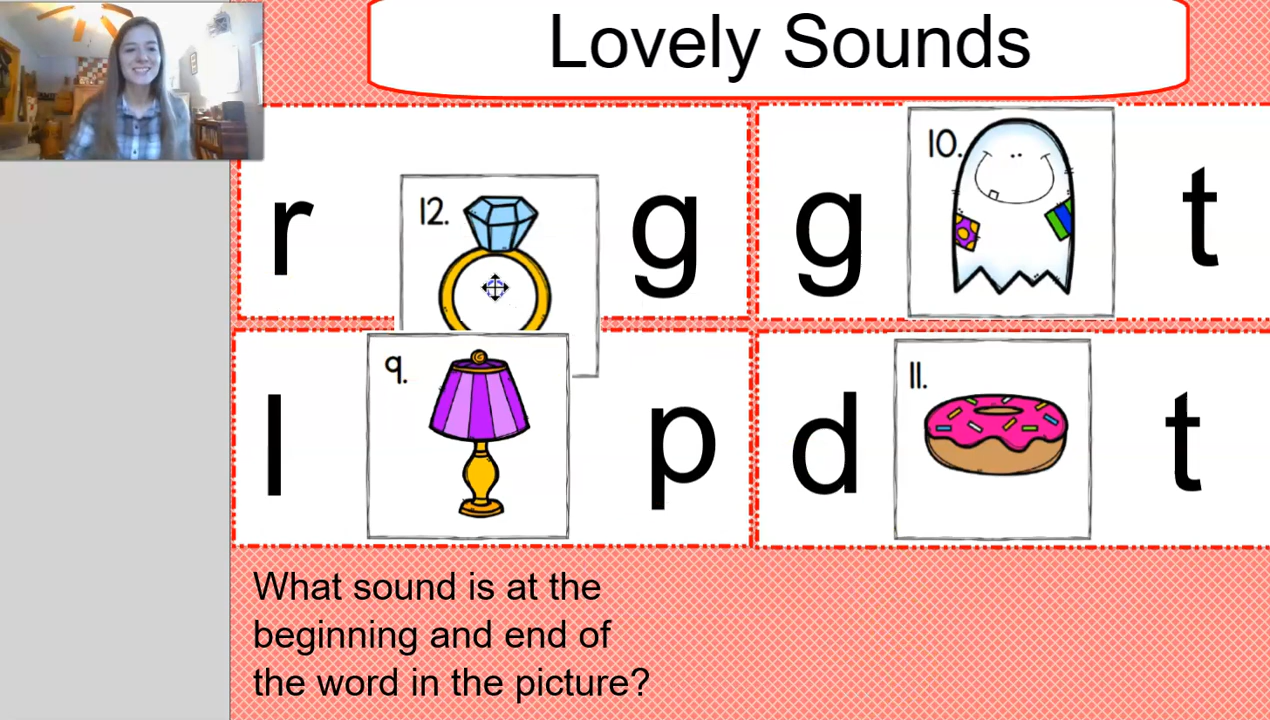 Lovely Sounds
r 12. g
g 10. t
l 9. p
d 11. t
What sound is at the
beginning and end of
the word in the picture?